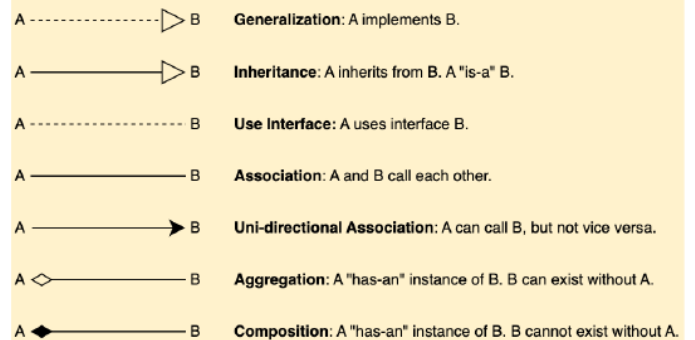 A B Generalization: A implements B.
A B Inheritance: A inherits from B. A "is-a" B.
A B Use Interface: A uses interface B.
A B Association: A and B call each other.
A B Uni-directional Association: A can call B, but not vice versa.
A B Aggregation: A "has-an" instance of B. B can exist without A.
A B Composition: A "has-an" instance of B. B cannot exist without A.